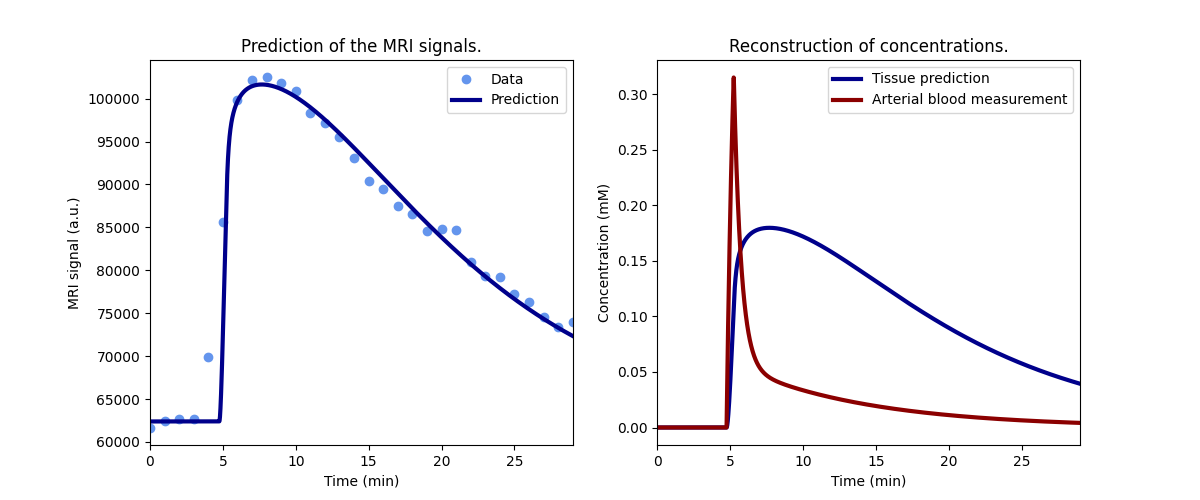 Prediction of the MRI signals.
MRI signal (a.u.)
100000
95000
90000
85000
80000
75000
70000
65000
60000
Data
Prediction
0 5 10 15 20 25
Time (min)
Reconstruction of concentrations.
Concentration (mM)
0.30
0.25
0.20
0.15
0.10
0.05
0.00
Tissue prediction
Arterial blood measurement
0 5 10 15 20 25
Time (min)